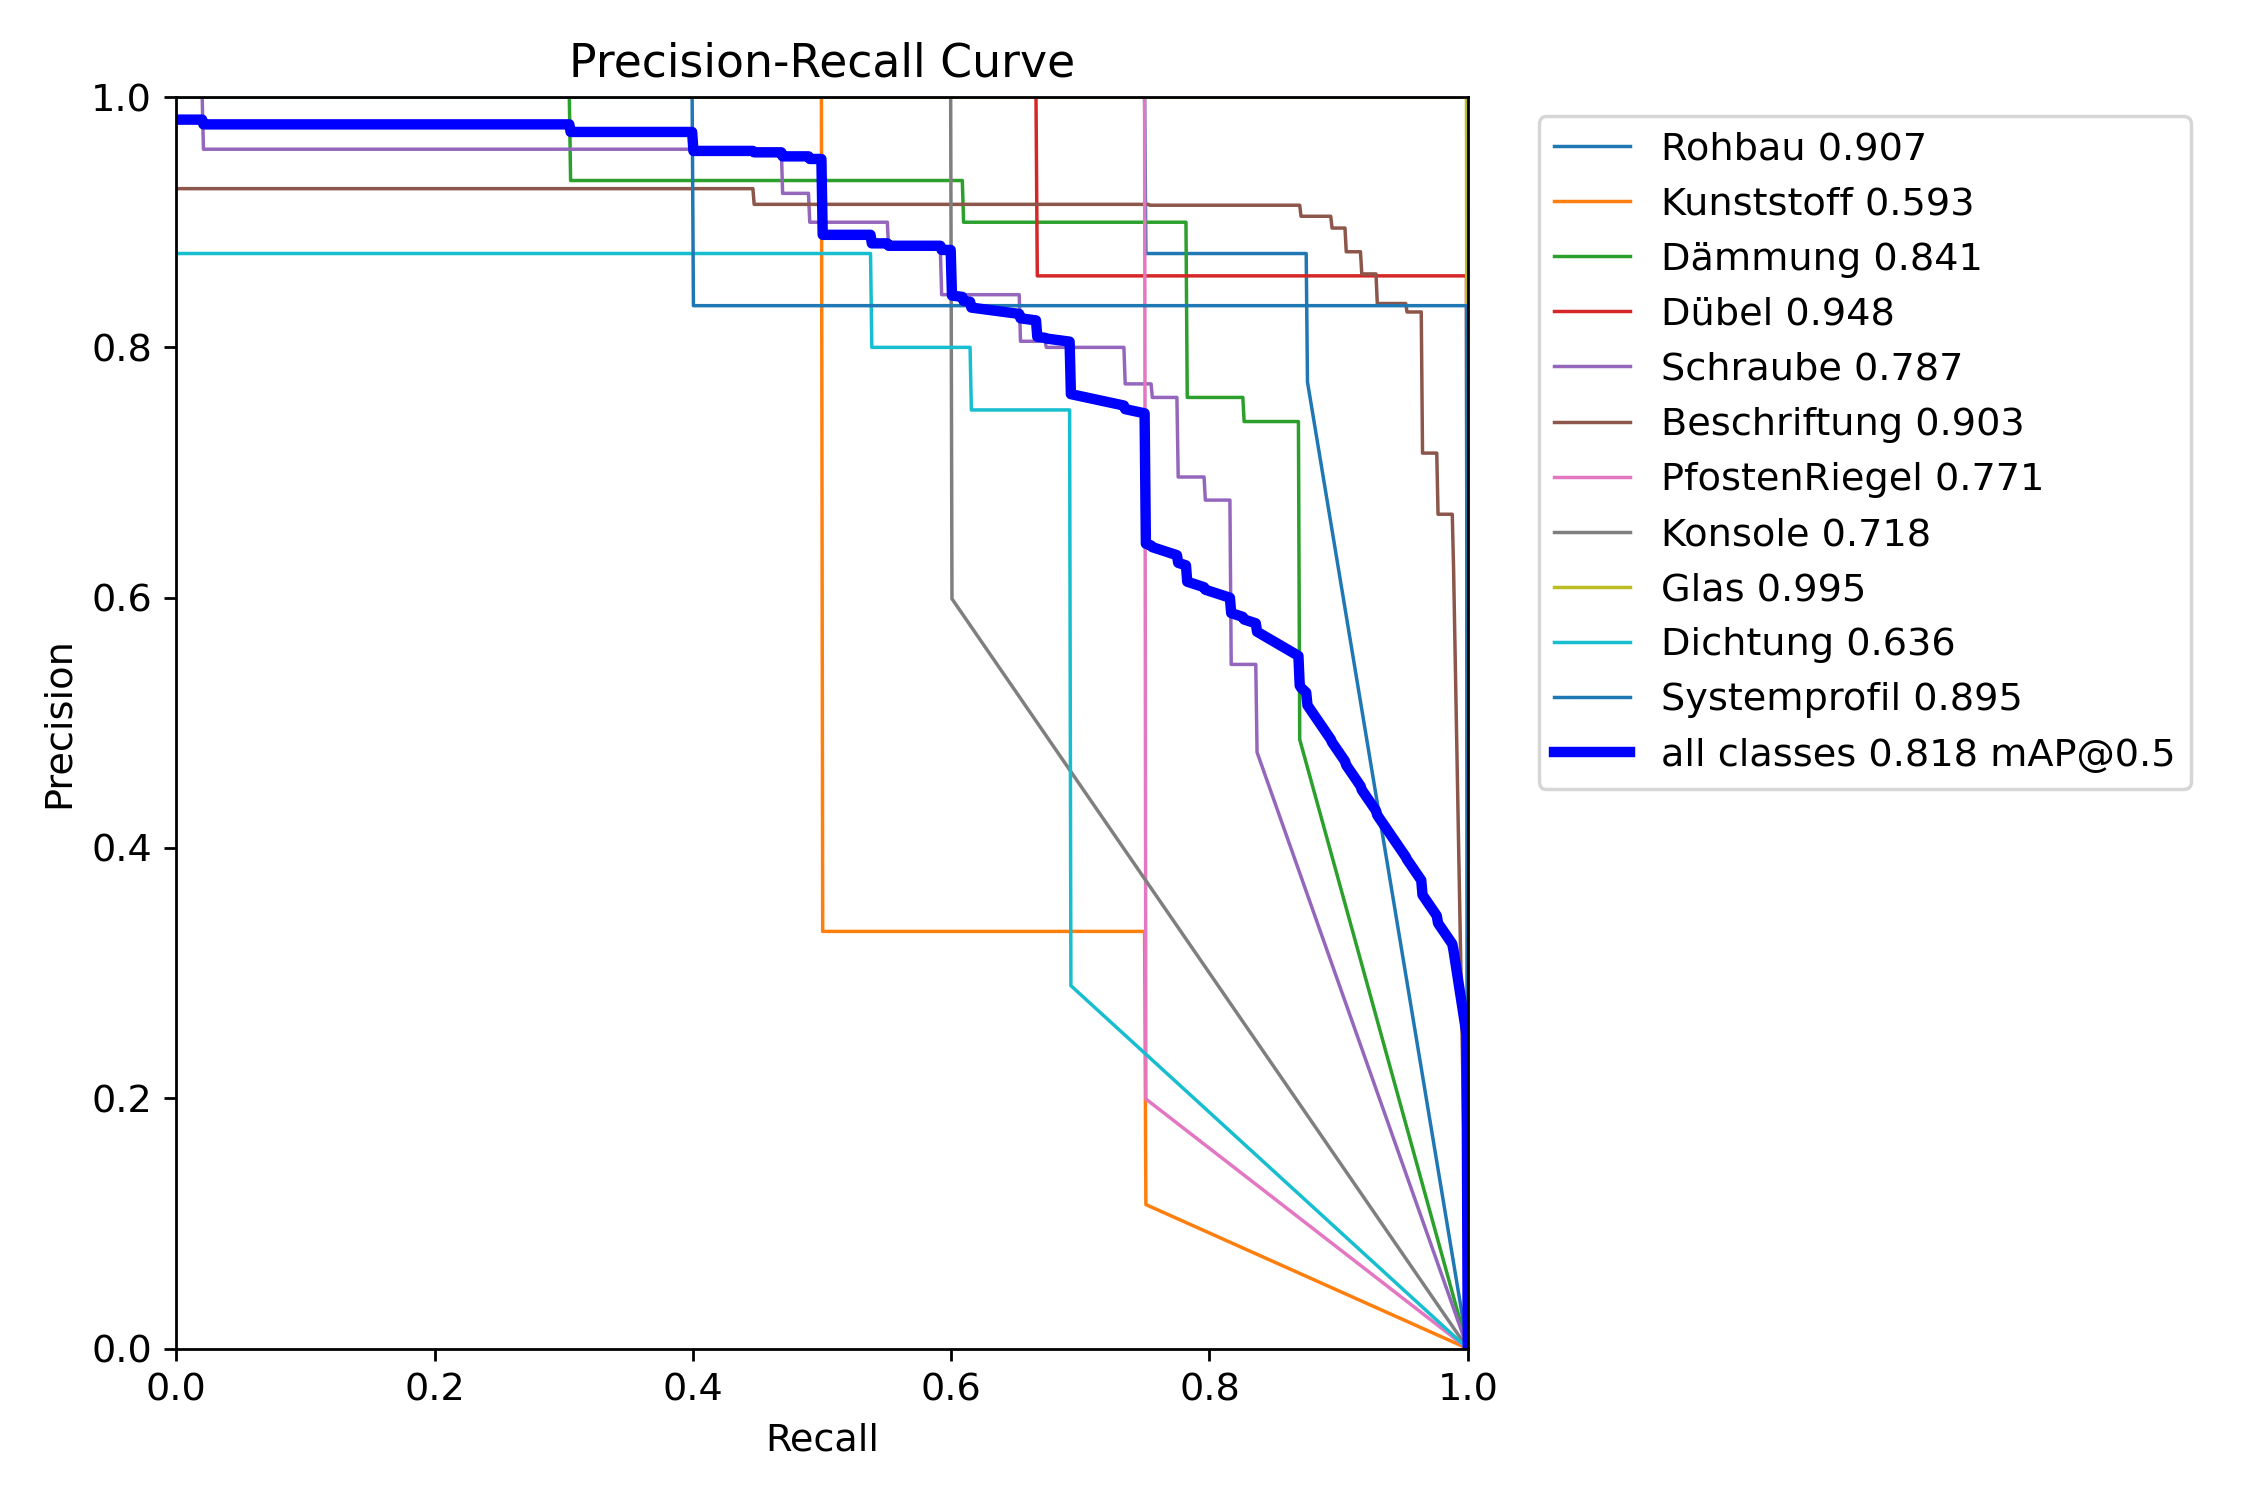 Precision-Recall Curve
1.0
0.8
0.6
0.4
0.2
0.0
Precision
0.0 0.2 0.4 0.6 0.8 1.0
Recall
Rohbau 0.907
Kunststoff 0.593
Dämmung 0.841
Dübel 0.948
Schraube 0.787
Beschriftung 0.903
PfostenRiegel 0.771
Konsole 0.718
Glas 0.995
Dichtung 0.636
Systemprofil 0.895
all classes 0.818 mAP@0.5